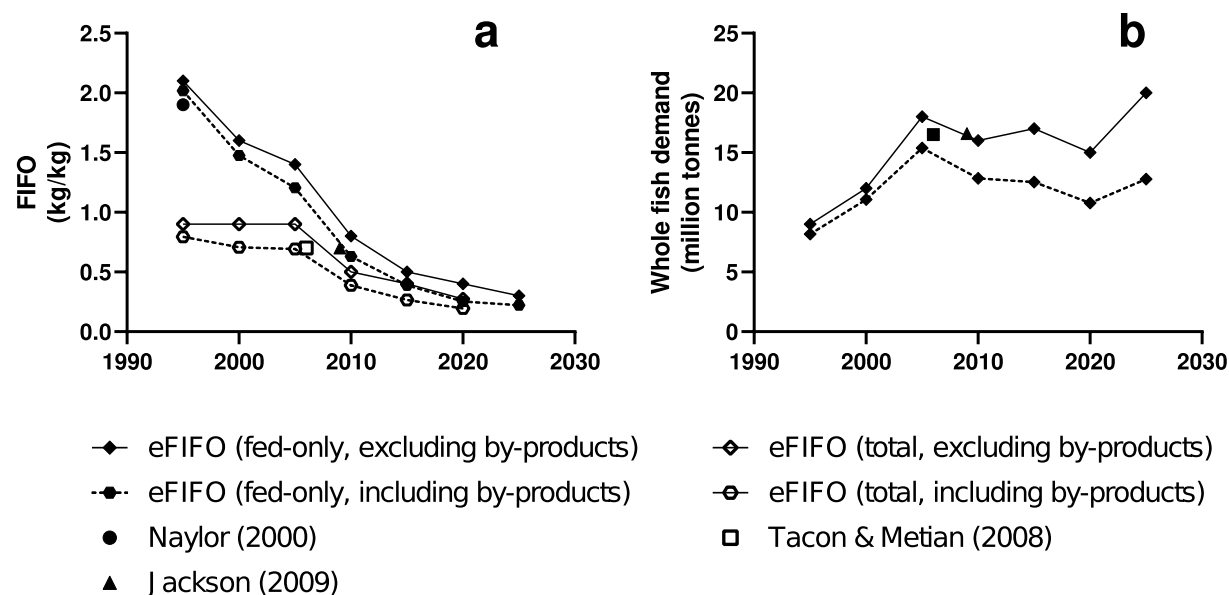 a
FIFO
(kg/kg)
2.5
2.0
1.5
1.0
0.5
0.0
1990 2000 2010 2020 2030
b
Whole fish demand
(million tonnes)
25
20
15
10
5
0
1990 2000 2010 2020 2030
eFIFO (fed-only, excluding by-products)
eFIFO (fed-only, including by-products)
Naylor (2000)
Jackson (2009)
eFIFO (total, excluding by-products)
eFIFO (total, including by-products)
Tacon & Metian (2008)